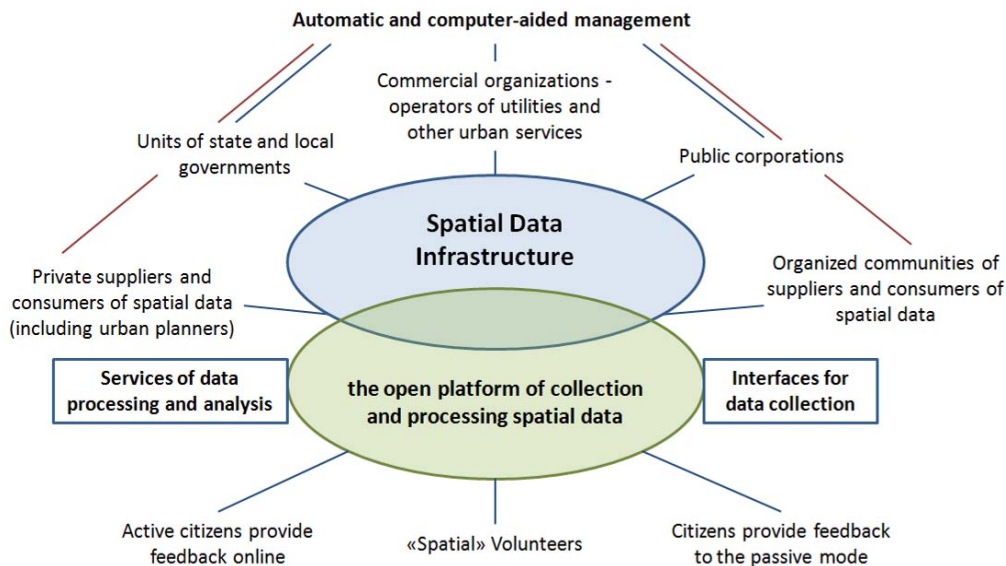 Automatic and computer-aided management
Commercial organizations -
operators of utilities and
other urban services
Units of state and local
governments
Public corporations
Spatial Data
Infrastructure
Private suppliers and
consumers of spatial data
(including urban planners)
Organized communities of
suppliers and consumers of
spatial data
Services of data
processing and analysis
the open platform of collection
and processing spatial data
Interfaces for
data collection
Active citizens provide
feedback online
«Spatial» Volunteers
Citizens provide feedback
to the passive mode